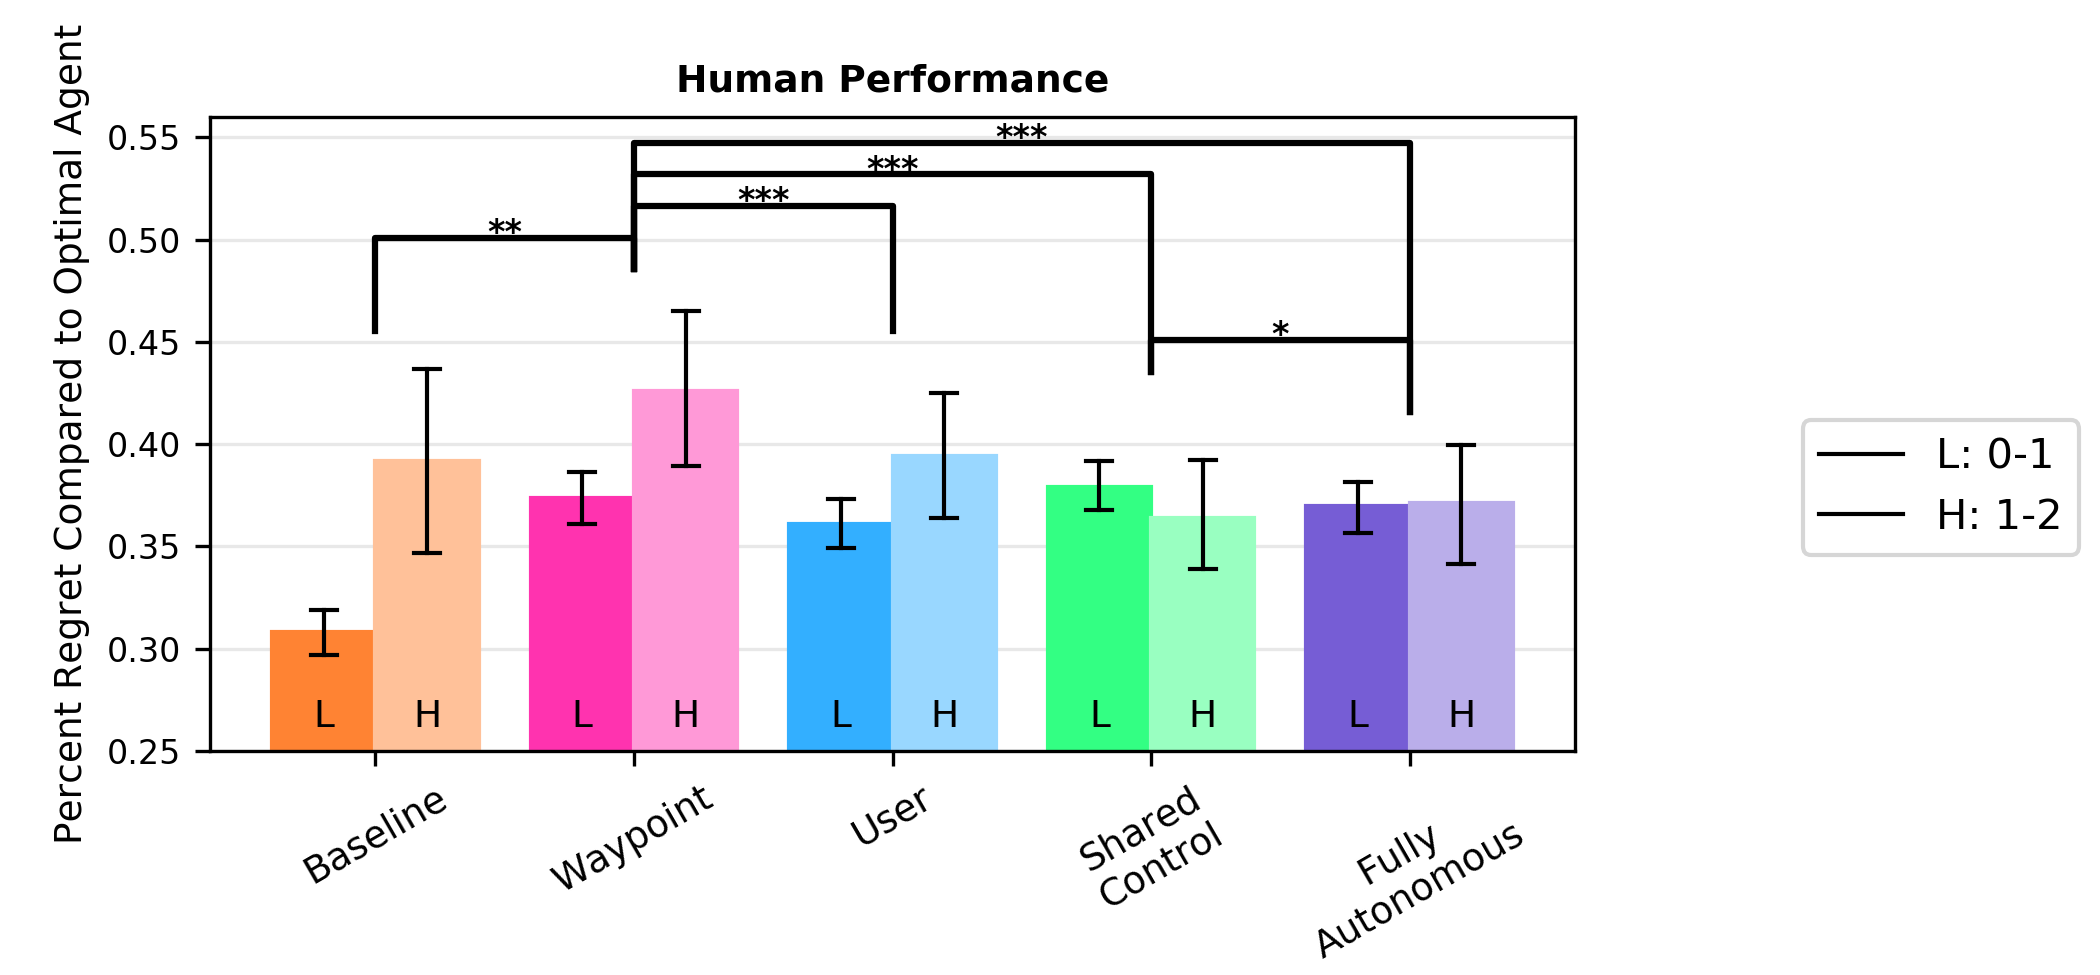 Human Performance
Percent Regret Compared to Optimal Agent
0.55
0.50
0.45
0.40
0.35
0.30
0.25
***
***
***
**
*
L H L H L H L H L H
Baseline
Waypoint
User
Shared
Control
Fully
Autonomous
L: 0-1
H: 1-2